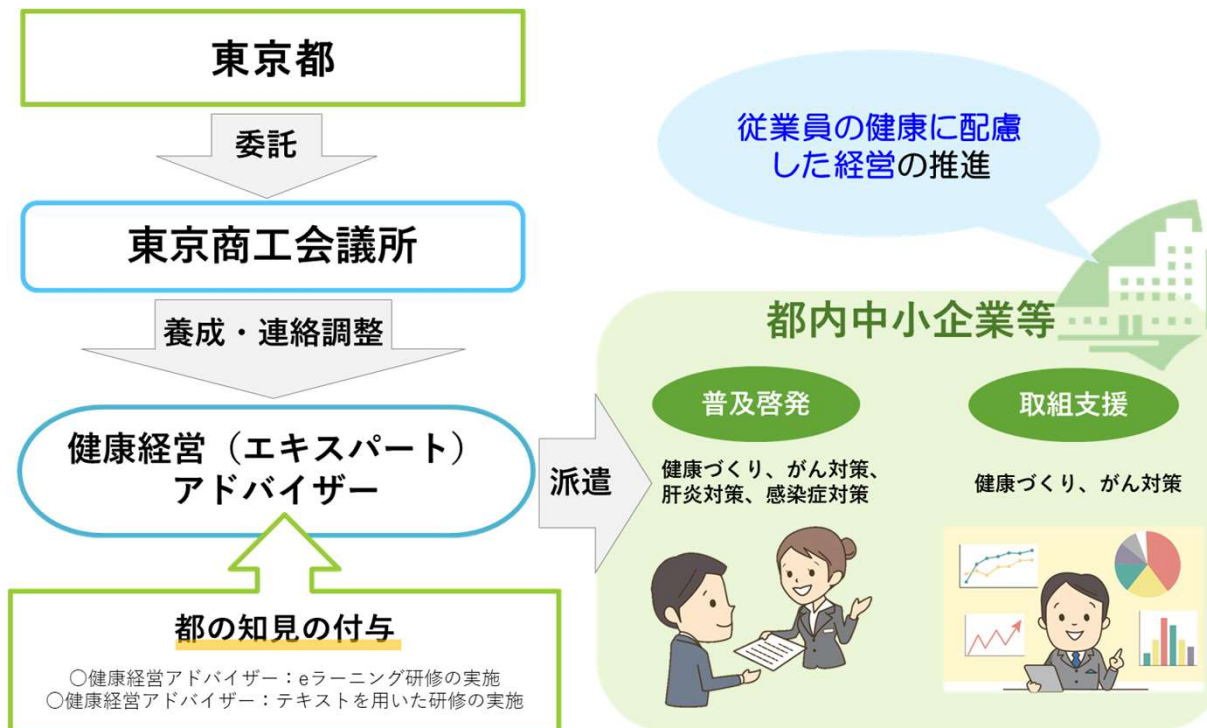 東京都
委託
東京商工会議所
養成・連絡調整
健康経営（エキスパート）
アドバイザー
派遣
都の知見の付与
○健康経営アドバイザー：eラーニング研修の実施
○健康経営アドバイザー：テキストを用いた研修の実施
従業員の健康に配慮
した経営の推進
都内中小企業等
普及啓発
健康づくり、がん対策、
肝炎対策、感染症対策
取組支援
健康づくり、がん対策